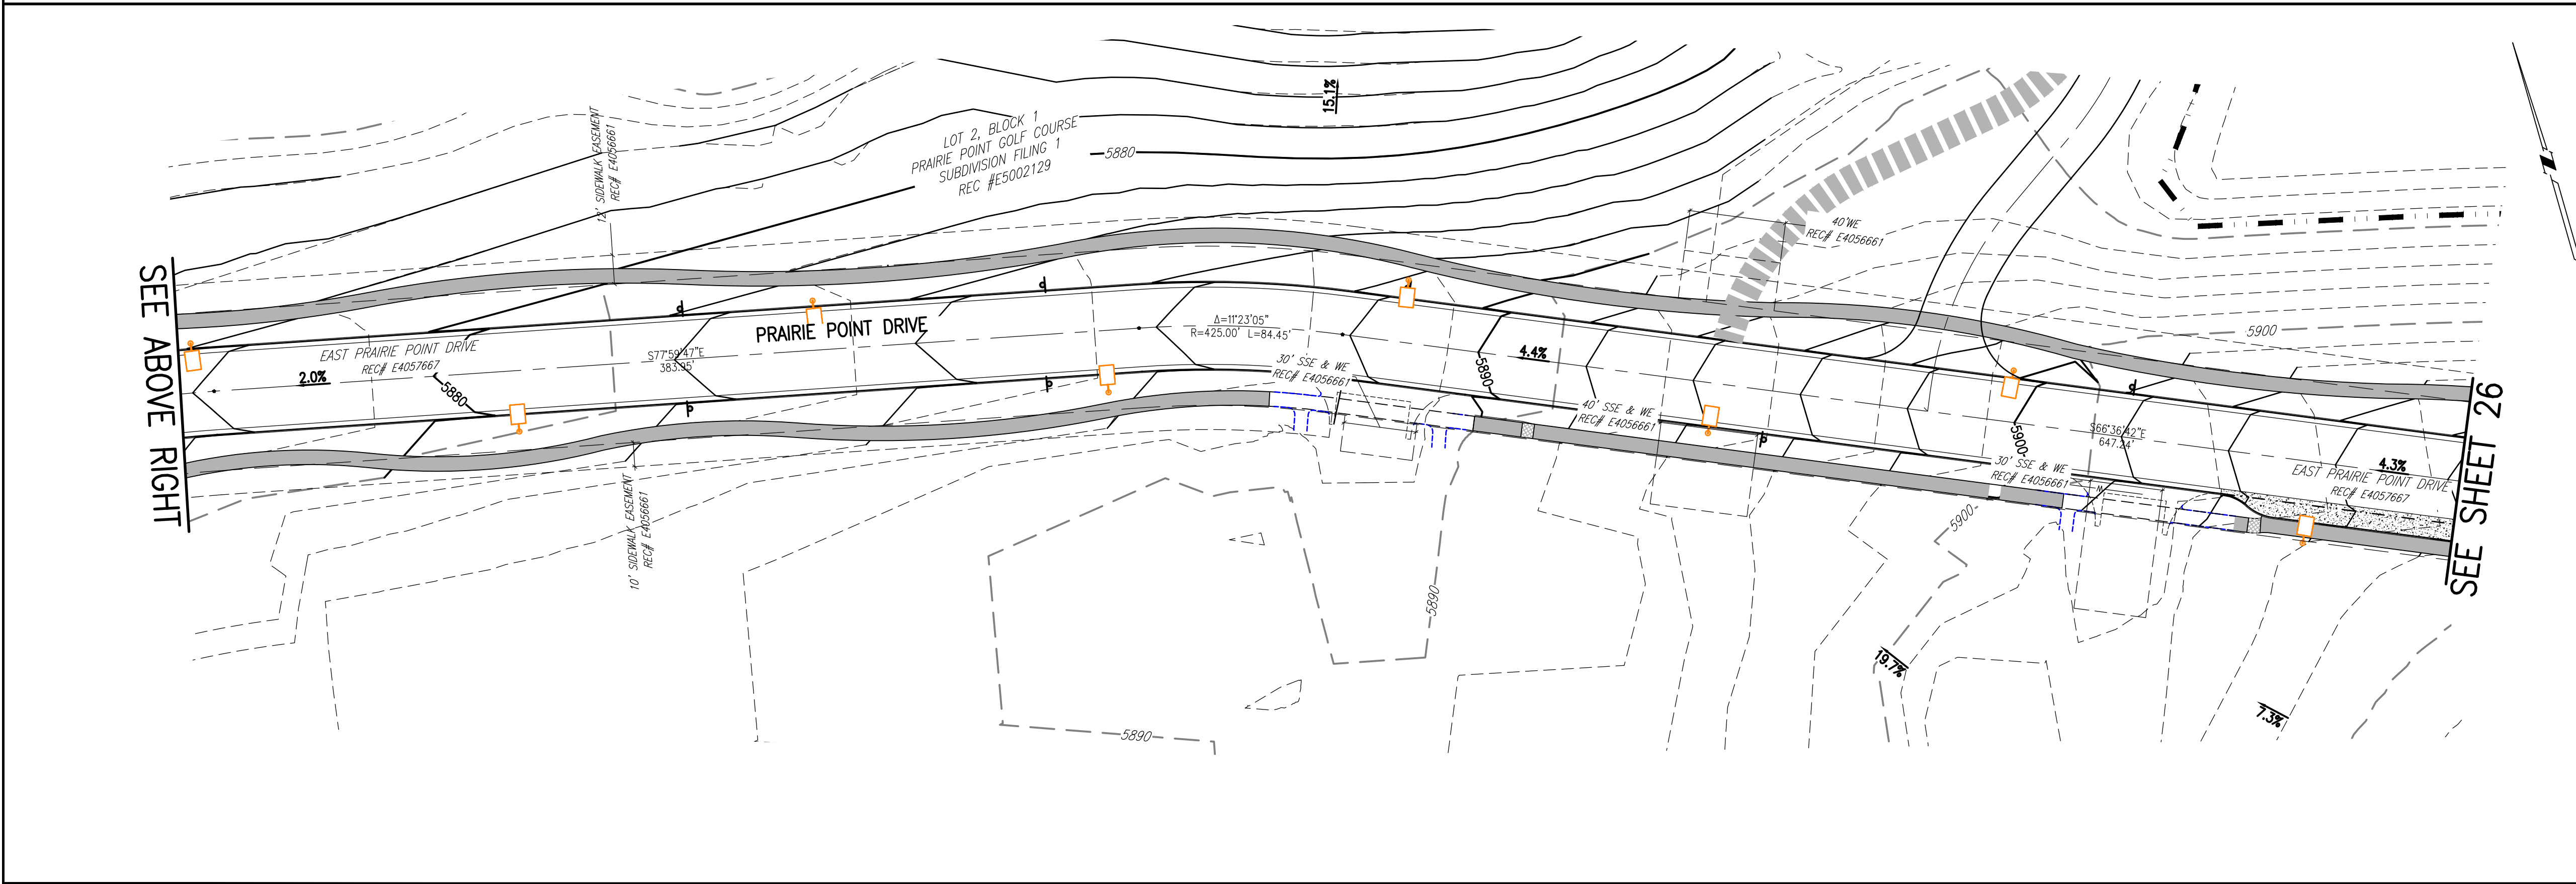 15.1%
12' SIDEWALK EASEMENT
REC# E4056661
LOT 2, BLOCK 1
PRAIRIE POINT GOLF COURSE
SUBDIVISION FILING 1
REC #E5002129
5880
40'WE
REC# E4056661
SEE ABOVE RIGHT
EAST PRAIRIE POINT DRIVE
REC# E4057667
2.0%
5880
S77°59'47"E
383.95'
PRAIRIE POINT DRIVE
Δ=11°23'05"
R=425.00' L=84.45'
30' SSE & WE
REC# E4056661
5890
4.4%
40' SSE & WE
REC# E4056661
5900
5900
S66°36'42"E
647.24'
30' SSE & WE
REC# E4056661
4.3%
EAST PRAIRIE POINT DRIVE
REC# E4057667
SEE SHEET 26
10' SIDEWALK EASEMENT
REC# E4056661
5900
5890
5890
19.7%
7.3%